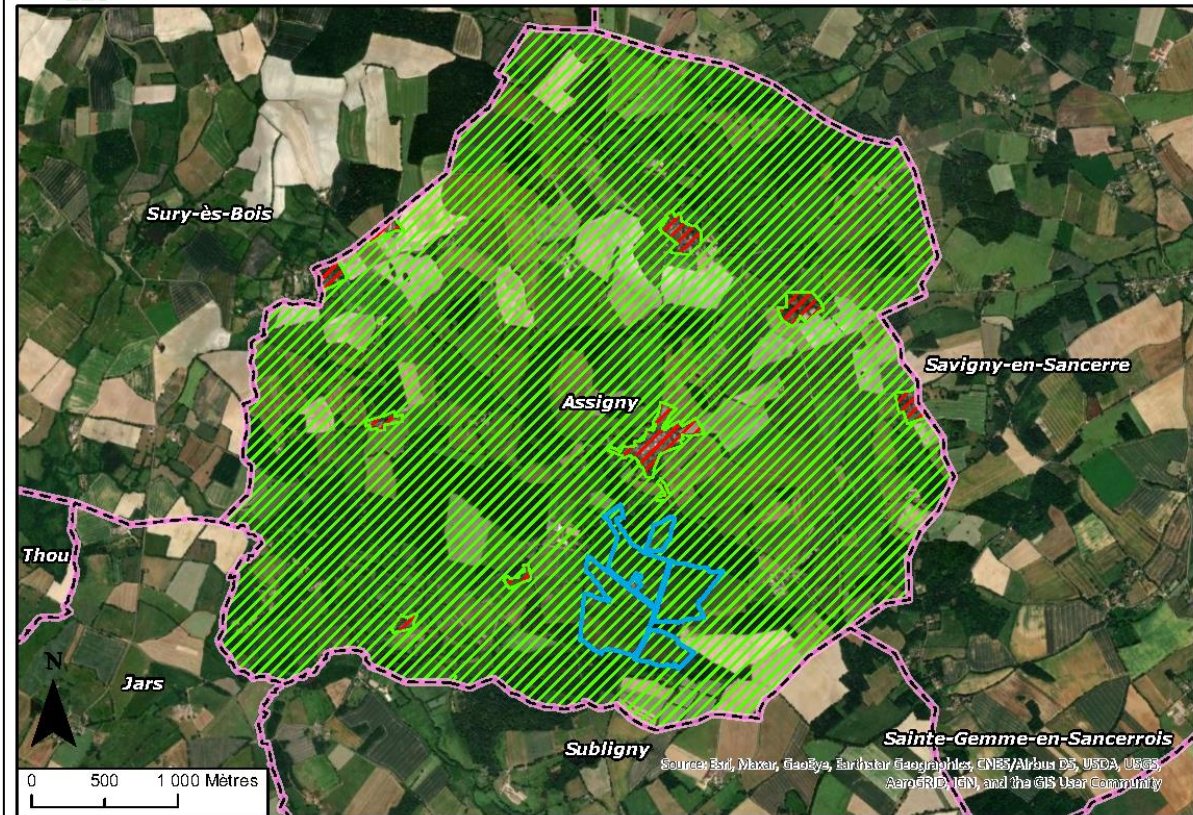 Sury-ès-Bois
Savigny-en-Sancerre
Assigny
Thou
Jars
N
Subligny
Sainte-Gemme-en-Sancerrois
Source: Esri, Maxar, GeoEye, Earthstar Geographics, CNES/Airbus DS, USDA, USGS,
AeroGRID, IGN, and the GIS User Community
0 500 1 000 Mètres